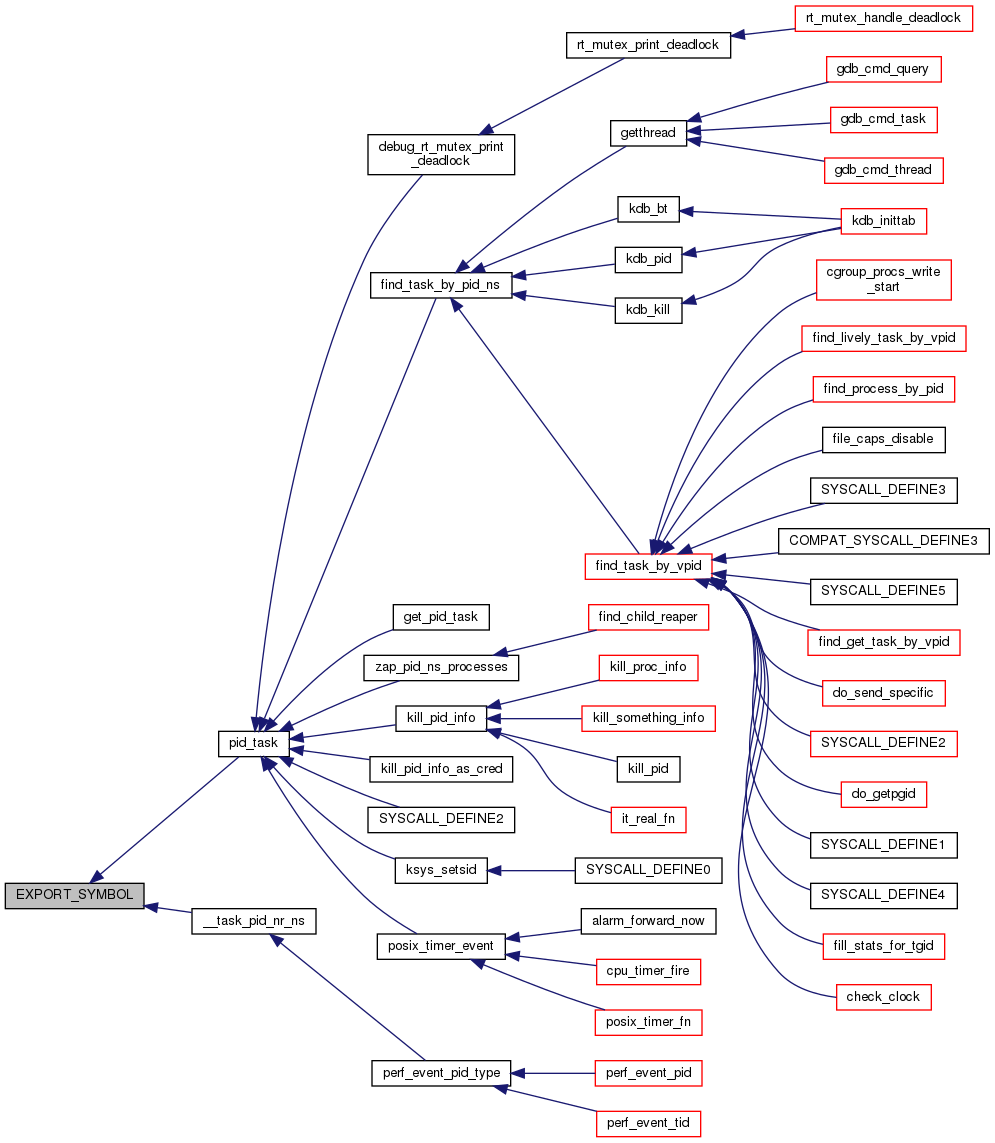 rt_mutex_handle_deadlock
rt_mutex_print_deadlock
gdb_cmd_query
gdb_cmd_task
getthread
debug_rt_mutex_print
_deadlock
gdb_cmd_thread
kdb_bt
kdb_inittab
kdb_pid
cgroup_procs_write
_start
find_task_by_pid_ns
kdb_kill
find_lively_task_by_vpid
find_process_by_pid
file_caps_disable
SYSCALL_DEFINE3
COMPAT_SYSCALL_DEFINE3
find_task_by_vpid
SYSCALL_DEFINE5
get_pid_task
find_child_reaper
find_get_task_by_vpid
zap_pid_ns_processes
kill_proc_info
do_send_specific
kill_pid_info
kill_something_info
pid_task
SYSCALL_DEFINE2
kill_pid_info_as_cred
kill_pid
do_getpgid
SYSCALL_DEFINE2
it_real_fn
SYSCALL_DEFINE1
ksys_setsid
SYSCALL_DEFINE0
EXPORT_SYMBOL
SYSCALL_DEFINE4
__task_pid_nr_ns
alarm_forward_now
posix_timer_event
fill_stats_for_tgid
cpu_timer_fire
check_clock
posix_timer_fn
perf_event_pid_type
perf_event_pid
perf_event_tid